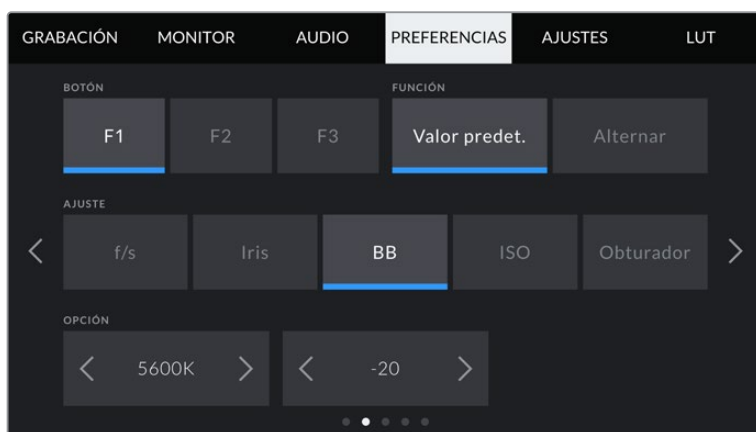 GRABACIÓN MONITOR AUDIO PREFERENCIAS AJUSTES LUT
BOTÓN FUNCIÓN
F1 F2 F3 Valor predet. Alternar
AJUSTE
f/s Iris BB ISO Obturador
OPCIÓN
5600K -20